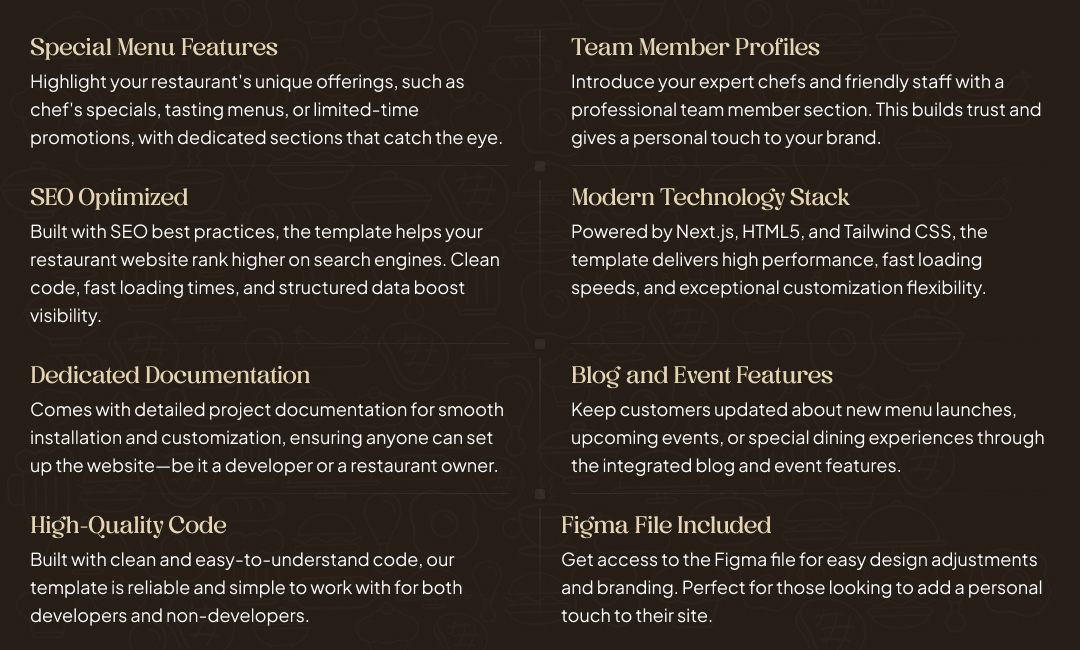 Special Menu Features
Highlight your restaurant's unique offerings, such as
chef's specials, tasting menus, or limited-time
promotions, with dedicated sections that catch the eye.
Team Member Profiles
Introduce your expert chefs and friendly staff with a
professional team member section. This builds trust and
gives a personal touch to your brand.
SEO Optimized
Built with SEO best practices, the template helps your
restaurant website rank higher on search engines. Clean
code, fast loading times, and structured data boost
visibility.
Modern Technology Stack
Powered by Next.js, HTML5, and Tailwind CSS, the
template delivers high performance, fast loading
speeds, and exceptional customization flexibility.
Dedicated Documentation
Comes with detailed project documentation for smooth
installation and customization, ensuring anyone can set
up the website—be it a developer or a restaurant owner.
Blog and Event Features
Keep customers updated about new menu launches,
upcoming events, or special dining experiences through
the integrated blog and event features.
High-Quality Code
Built with clean and easy-to-understand code, our
template is reliable and simple to work with for both
developers and non-developers.
Figma File Included
Get access to the Figma file for easy design adjustments
and branding. Perfect for those looking to add a personal
touch to their site.